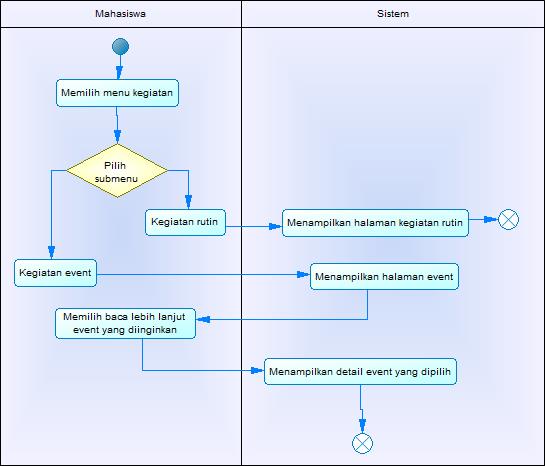 Mahasiswa
Sistem
Memilih menu kegiatan
Pilih
submenu
Kegiatan rutin
Menampilkan halaman kegiatan rutin
Kegiatan event
Menampilkan halaman event
Memilih baca lebih lanjut
event yang diinginkan
Menampilkan detail event yang dipilih